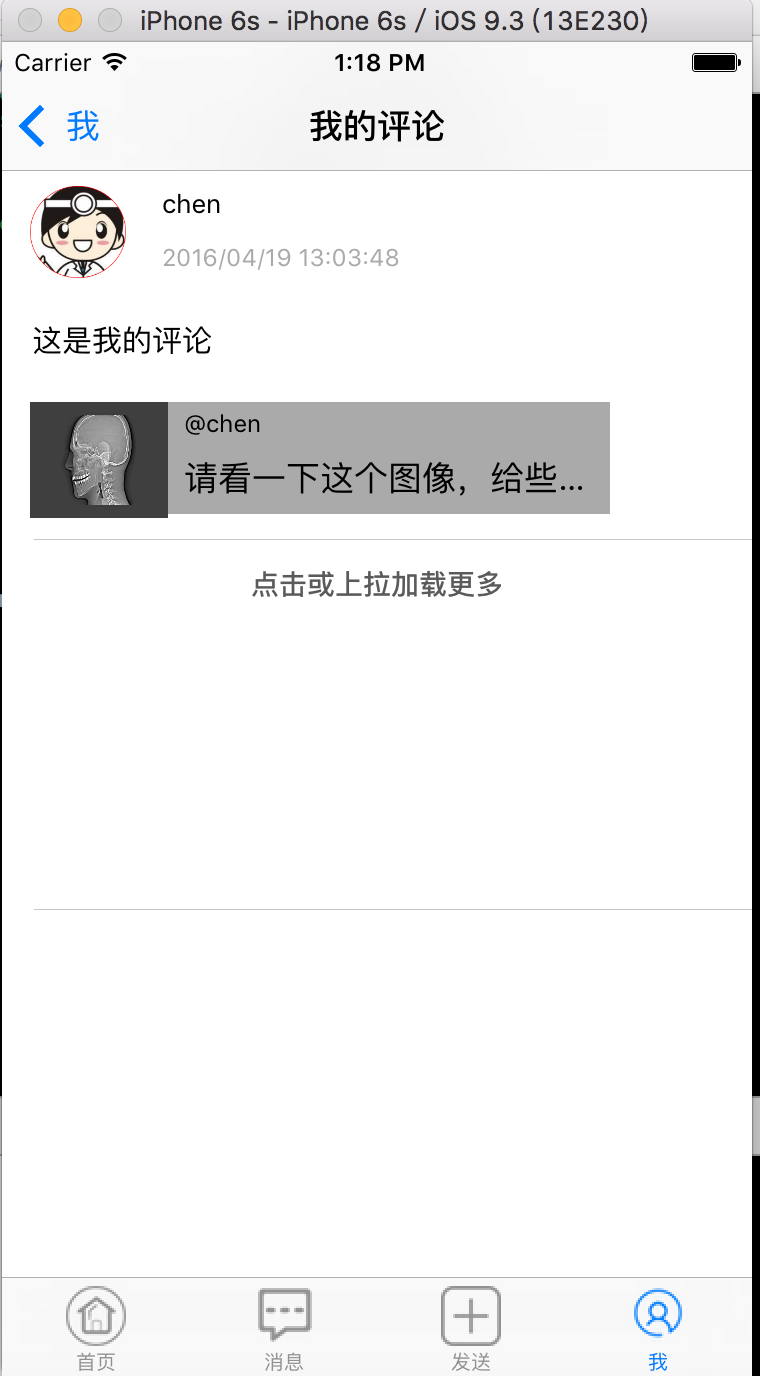 iPhone 6s - iPhone 6s / iOS 9.3 (13E230)
Carrier 1:18 PM
我 我的评论
chen
2016/04/19 13:03:48
这是我的评论
@chen
请看一下这个图像，给些...
点击或上拉加载更多
首页 消息 发送 我